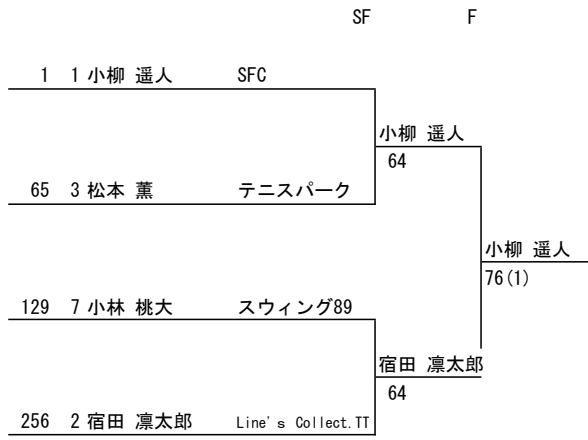 SF F
1 1 小柳 遥人 SFC
小柳 遥人
64
65 3 松本 薫 テニスパーク
小柳 遥人
76(1)
129 7 小林 桃大 スウィング89
宿田 凛太郎
64
256 2 宿田 凛太郎 Line's Collect.TT